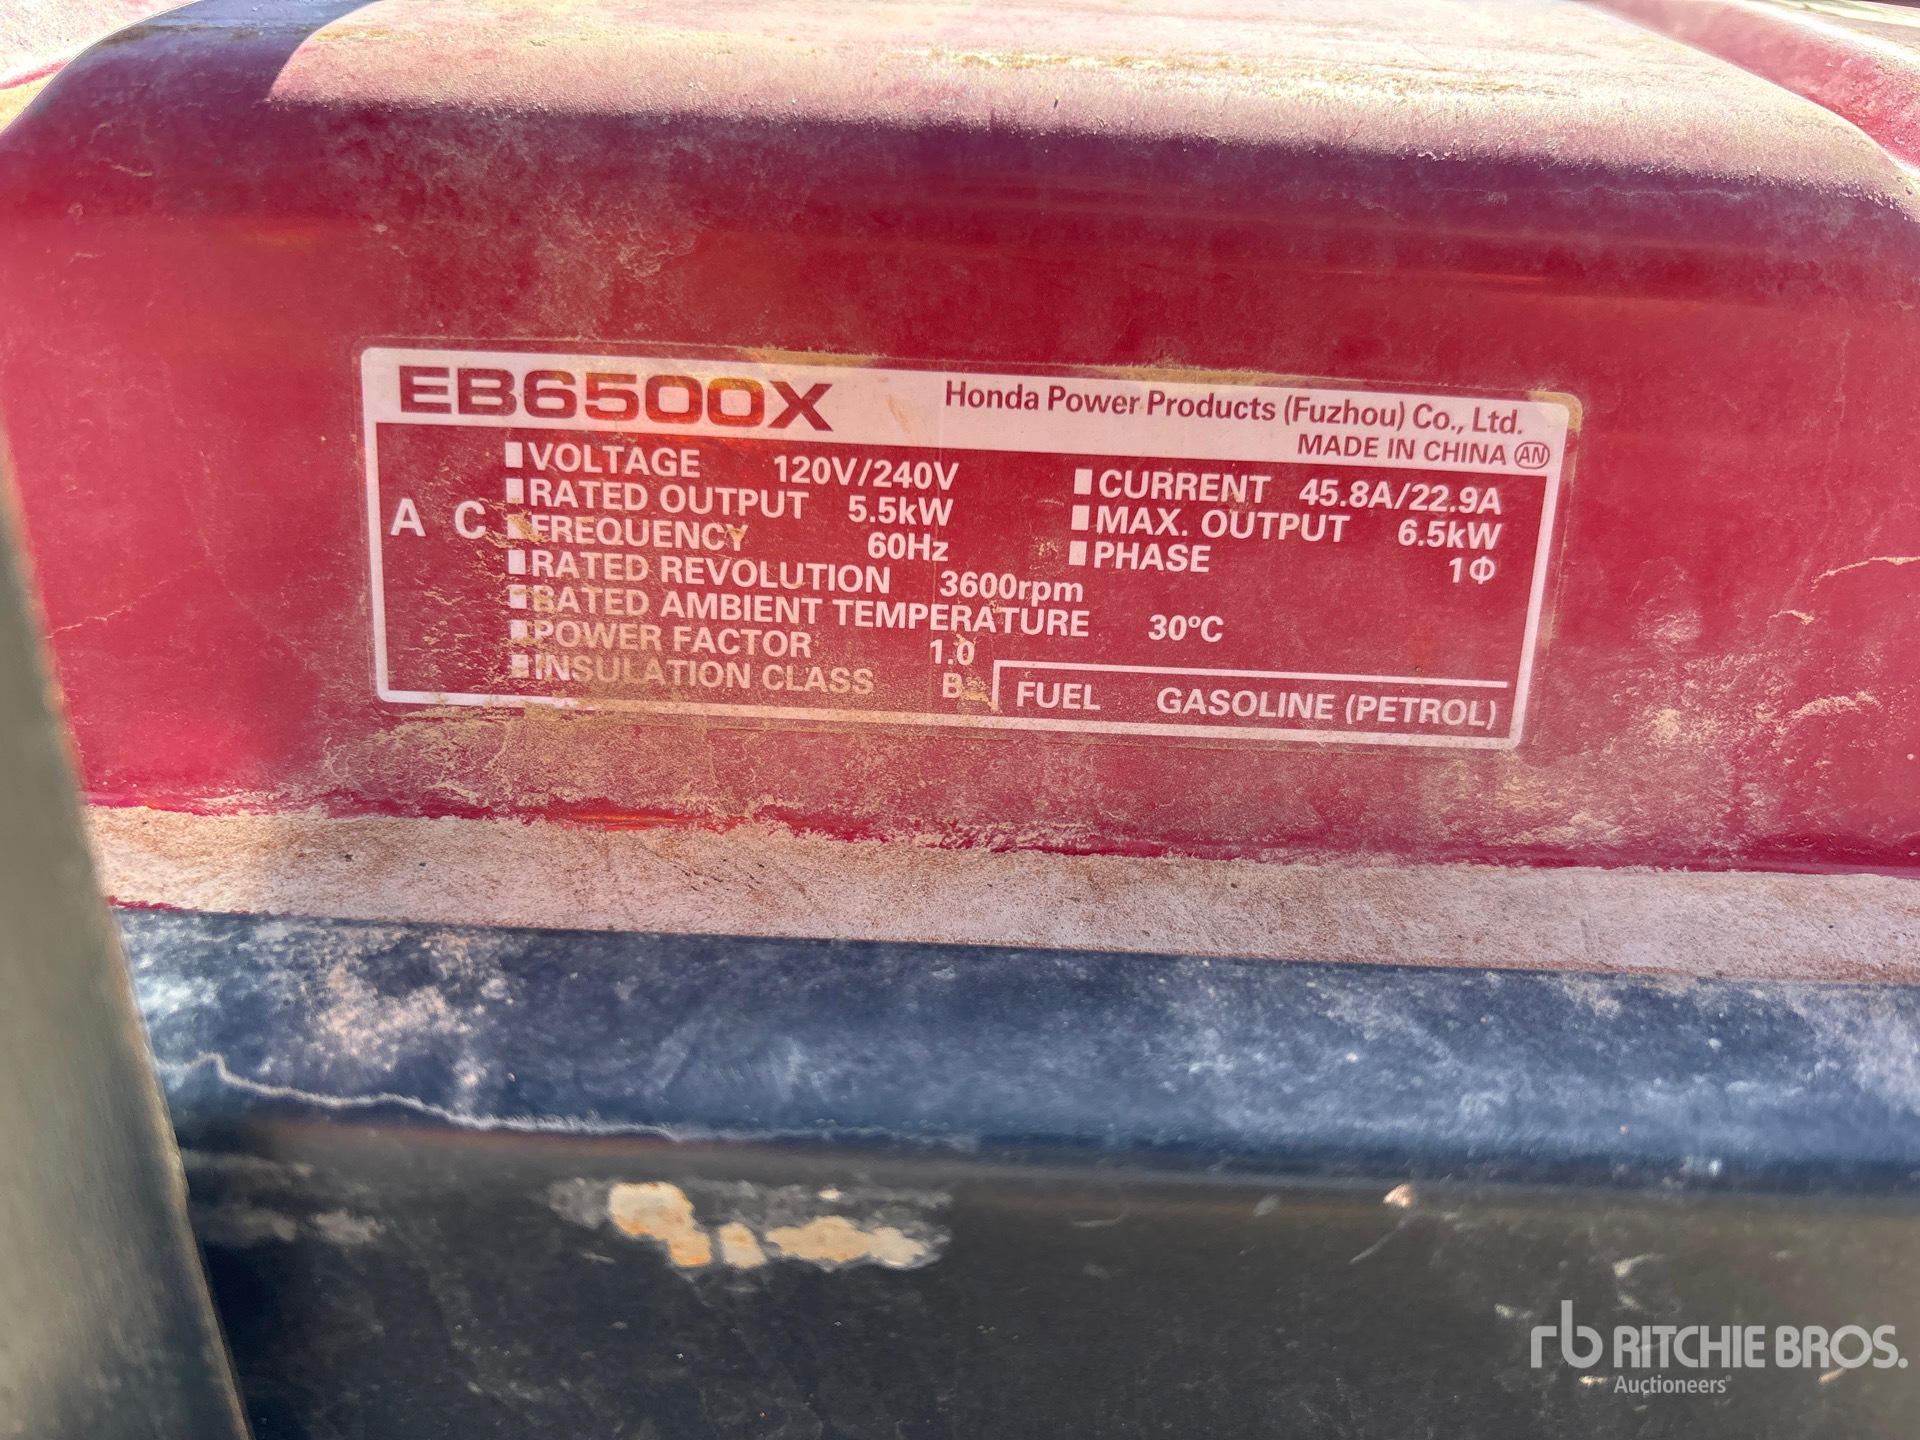 EB6500X Honda Power Products (Fuzhou) Co., Ltd.
MADE IN CHINA AN
AC
VOLTAGE 120V/240V CURRENT 45.8A/22.9A
RATED OUTPUT 5.5kW MAX. OUTPUT 6.5kW
FREQUENCY 60Hz PHASE 1Φ
RATED REVOLUTION 3600rpm
RATED AMBIENT TEMPERATURE 30°C
POWER FACTOR 1.0
INSULATION CLASS B
FUEL GASOLINE (PETROL)
rb RITCHIE BROS.
Auctioneers